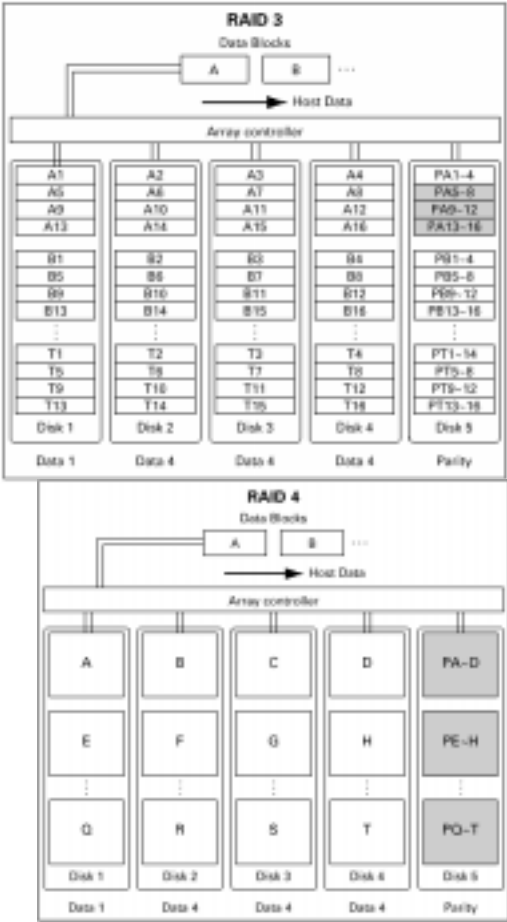 RAID 3
Data Blocks
A B ...
Host Data
Array controller
A1 A2 A3 A4 PA1-4
A5 A6 A7 A8 PA5-8
A9 A10 A11 A12 PA9-12
A13 A14 A15 A16 PA13-16
B1 B2 B3 B4 PB1-4
B5 B6 B7 B8 PB5-8
B9 B10 B11 B12 PB9-12
B13 B14 B15 B16 PB13-16
T1 T2 T3 T4 PT1-14
T5 T6 T7 T8 PT5-8
T9 T10 T11 T12 PT9-12
T13 T14 T15 T16 PT13-16
Disk 1 Disk 2 Disk 3 Disk 4 Disk 5
Data 1 Data 4 Data 4 Data 4 Parity
RAID 4
Data Blocks
A B ...
Host Data
Array controller
A B C D PA-D
E F G H PE-H
Q R S T PQ-T
Disk 1 Disk 2 Disk 3 Disk 4 Disk 5
Data 1 Data 4 Data 4 Data 4 Parity